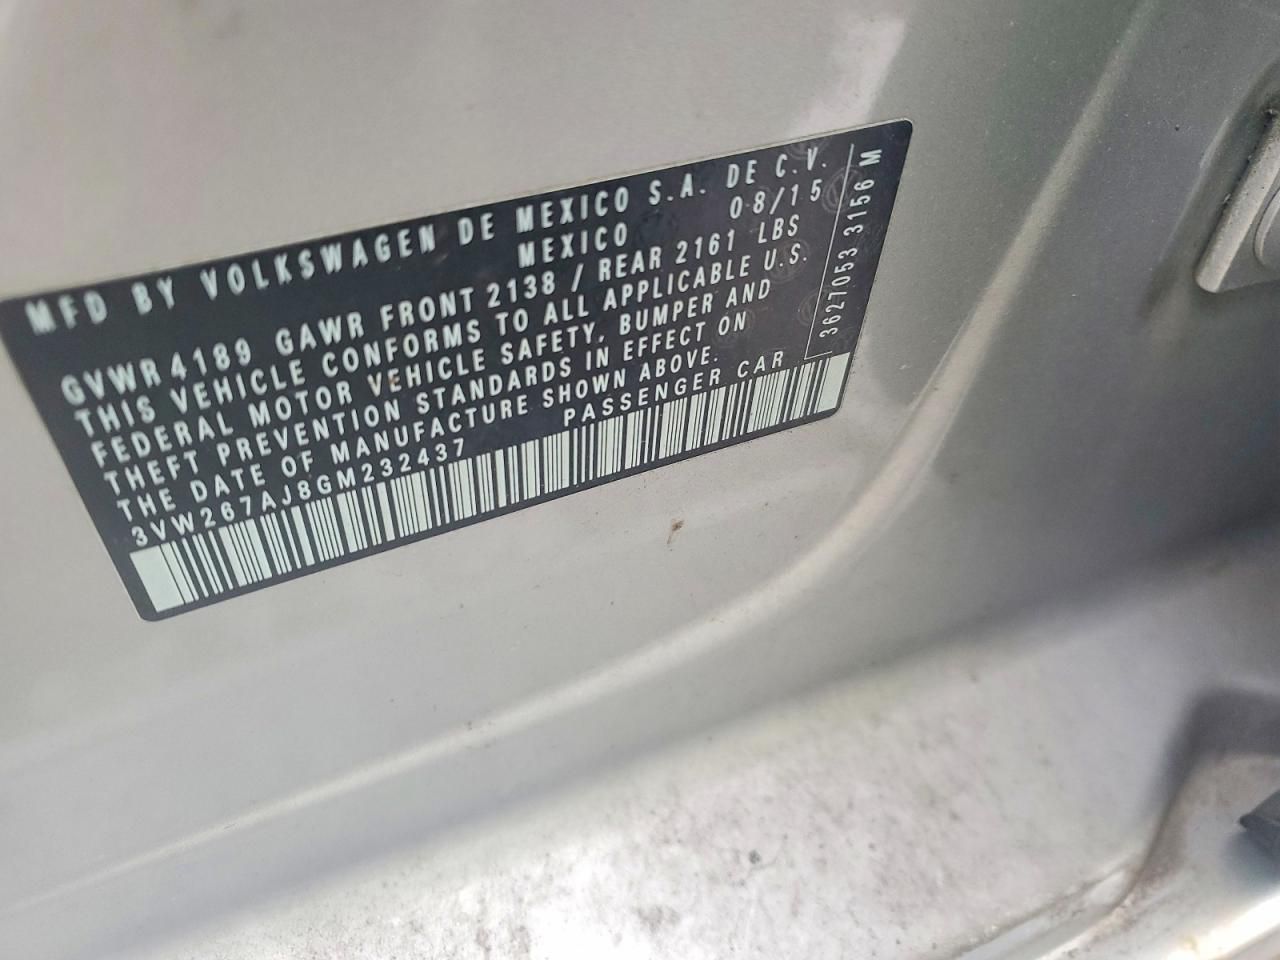 MFD BY VOLKSWAGEN DE MEXICO S.A. DE C.V.
MEXICO 08/15
GVWR 4189 GAWR FRONT 2138 / REAR 2161 LBS
THIS VEHICLE CONFORMS TO ALL APPLICABLE U.S.
FEDERAL MOTOR VEHICLE SAFETY, BUMPER AND
THEFT PREVENTION STANDARDS IN EFFECT ON
THE DATE OF MANUFACTURE SHOWN ABOVE.
3VW267AJ8GM232437 PASSENGER CAR
3627053 3156 M